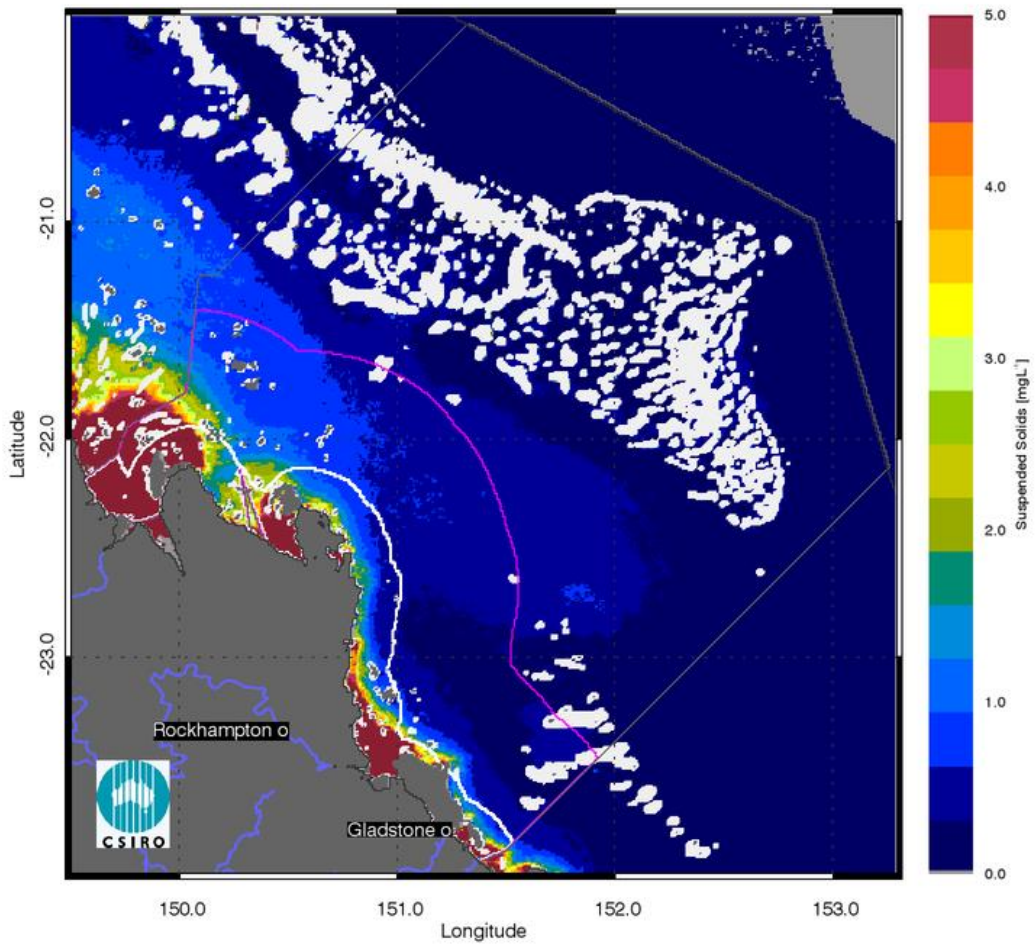 5.0
4.0
3.0
2.0
1.0
0.0
Suspended Solids [mgL⁻¹]
-21.0
22.0
-23.0
Latitude
Rockhampton o
Gladstone o
CSIRO
150.0
151.0
152.0
153.0
Longitude